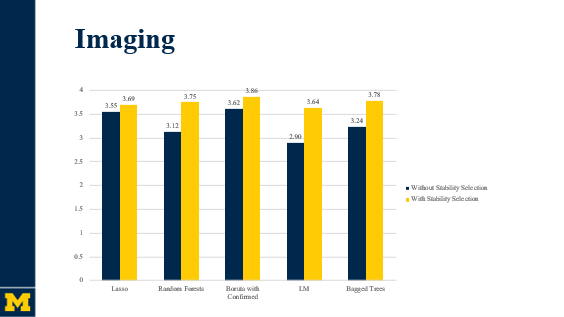 Imaging
4
3.5
3
2.5
2
1.5
1
0.5
0
3.55
3.69
3.12
3.75
3.62
3.86
2.90
3.64
3.24
3.78
Lasso
Random Forests
Boruta with
Confirmed
LM
Bagged Trees
Without Stability Selection
With Stability Selection
M